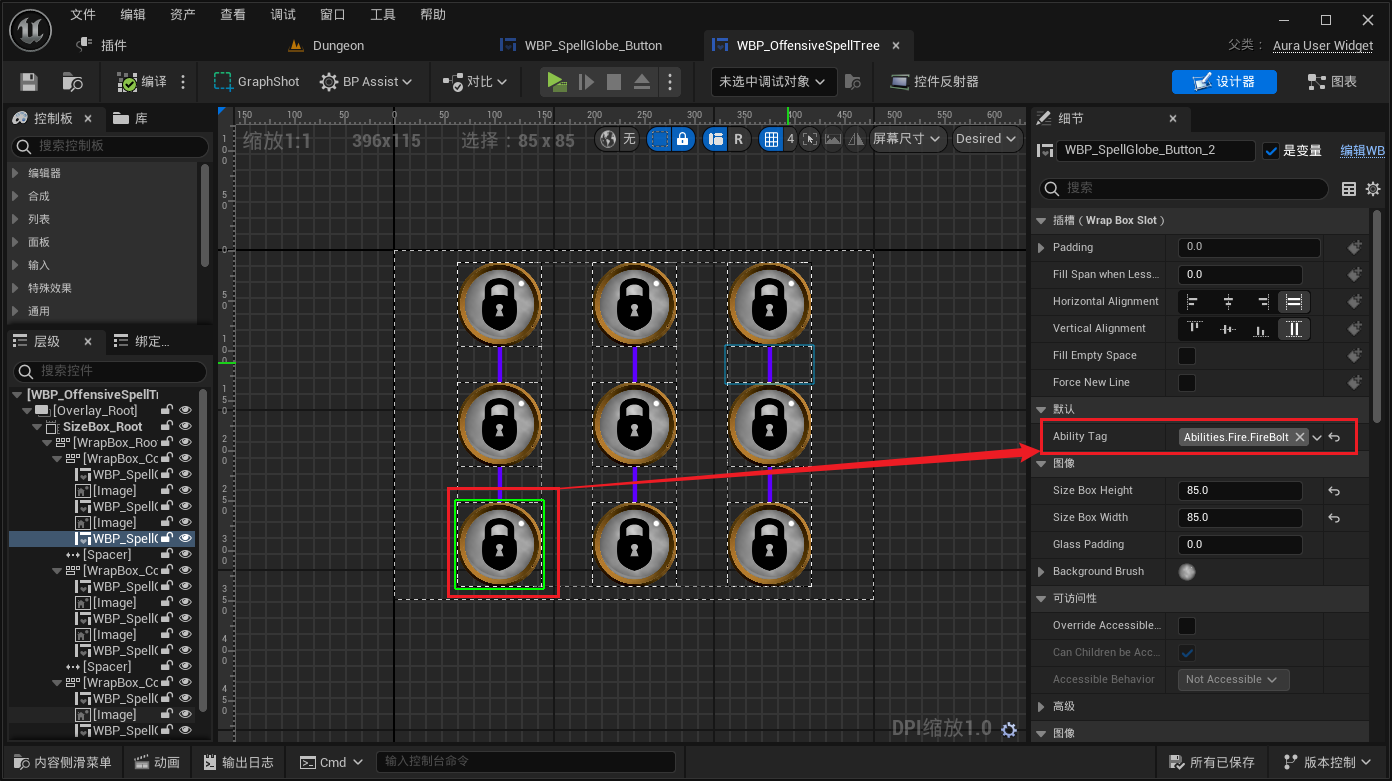 文件 编辑 资产 查看 调试 窗口 工具 帮助
插件 Dungeon WBP_SpellGlobe_Button WBP_OffensiveSpellTree × 父类： Aura User Widget
编译 GraphShot BP Assist 对比 未选中调试对象 控件反射器 设计器 图表
控制板 × 库
搜索控制板
编辑器
合成
列表
面板
输入
特殊效果
通用
层级 × 绑定...
搜索控件
[WBP_OffensiveSpellTr
[Overlay_Root]
SizeBox_Root
[WrapBox_Roo
[WrapBox_Co
WBP_Spell
[Image]
WBP_Spell
[Image]
WBP_Spell
[Spacer]
[WrapBox_Co
WBP_Spell
[Image]
WBP_Spell
[Image]
WBP_Spell
[Spacer]
[WrapBox_Co
WBP_Spell
[Image]
WBP_Spell
150 100 50 0 50 100 150 200 250 300 350 400 450 500 550 600
缩放1:1 396x115 选择：85 x 85 无 R 4 屏幕尺寸 Desired
DPI缩放1.0
细节 ×
WBP_SpellGlobe_Button_2 是变量 编辑WB
搜索
插槽（ Wrap Box Slot ）
Padding 0.0
Fill Span when Less... 0.0
Horizontal Alignment
Vertical Alignment
Fill Empty Space
Force New Line
默认
Ability Tag Abilities.Fire.FireBolt ×
图像
Size Box Height 85.0
Size Box Width 85.0
Glass Padding 0.0
Background Brush
可访问性
Override Accessible...
Can Children be Acc...
Accessible Behavior Not Accessible
高级
图像
内容侧滑菜单 动画 输出日志 Cmd 输入控制台命令 所有已保存 版本控制